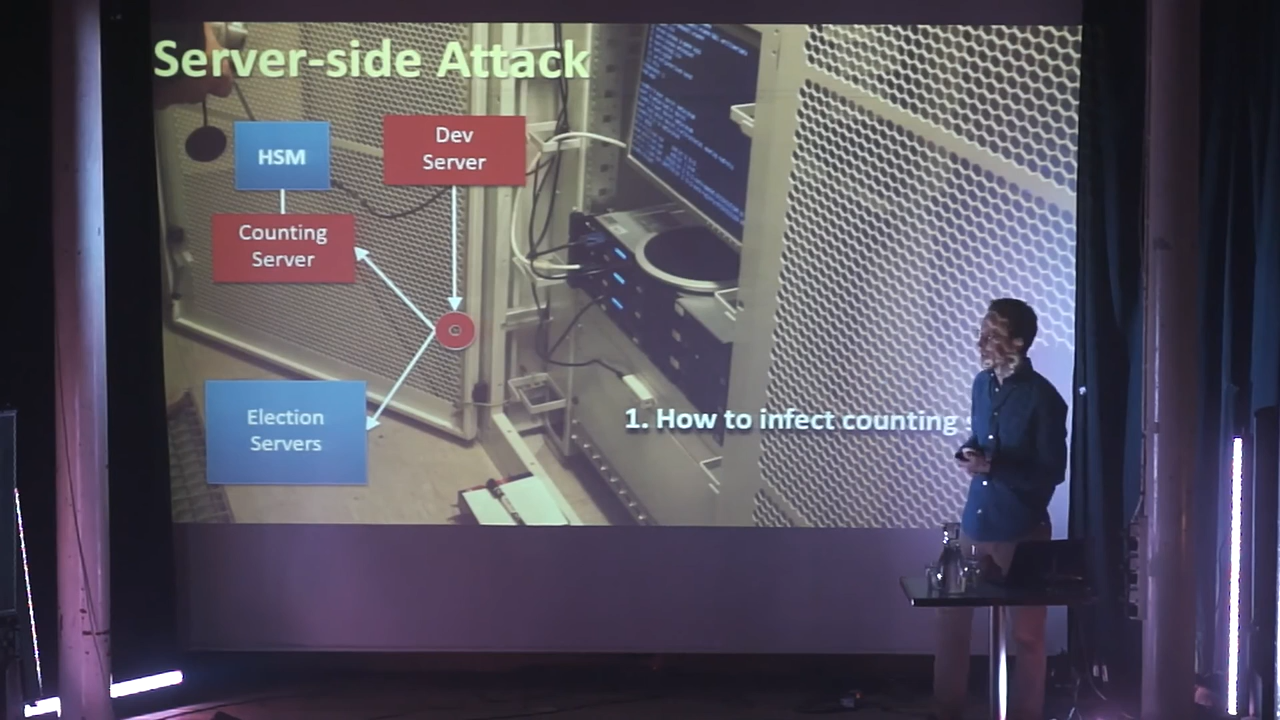 Server-side Attack
HSM
Dev
Server
Counting
Server
Election
Servers
1. How to infect counting